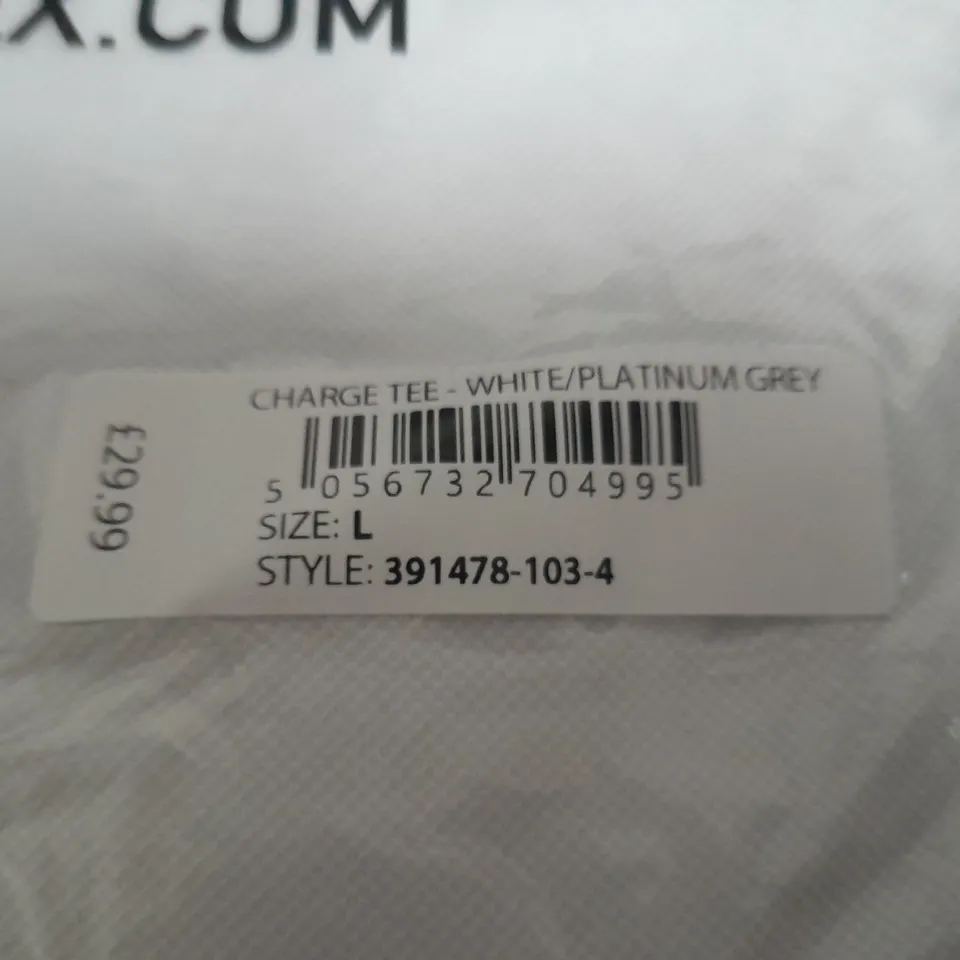 X.COM
CHARGE TEE - WHITE/PLATINUM GREY
5 056732 704995
SIZE: L
STYLE: 391478-103-4
£29.99